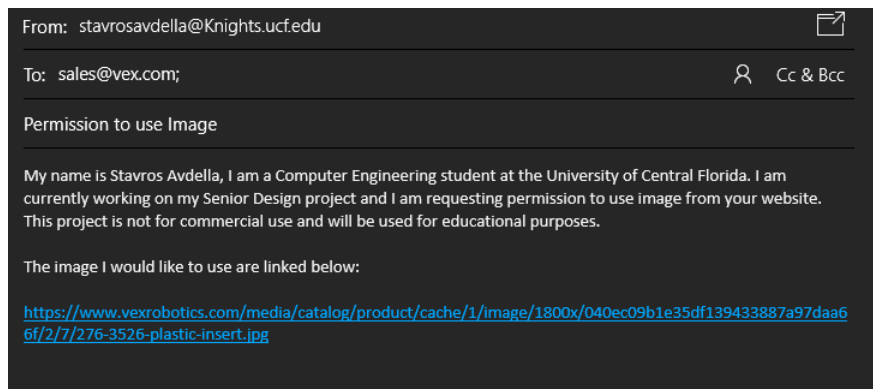 From: stavrosavdella@Knights.ucf.edu
To: sales@vex.com; Cc & Bcc
Permission to use Image
My name is Stavros Avdella, I am a Computer Engineering student at the University of Central Florida. I am
currently working on my Senior Design project and I am requesting permission to use image from your website.
This project is not for commercial use and will be used for educational purposes.
The image I would like to use are linked below:
https://www.vexrobotics.com/media/catalog/product/cache/1/image/1800x/040ec09b1e35df139433887a97daa6
6f/2/7/276-3526-plastic-insert.jpg